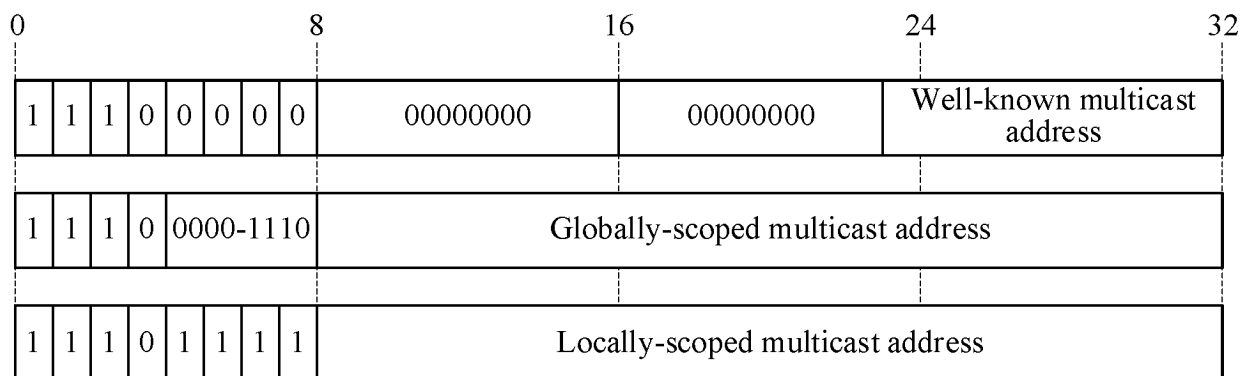 0 8 16 24 32
1 1 1 0 0 0 0 0 00000000 00000000 Well-known multicast
address
1 1 1 0 0000-1110 Globally-scoped multicast address
1 1 1 0 1 1 1 1 Locally-scoped multicast address